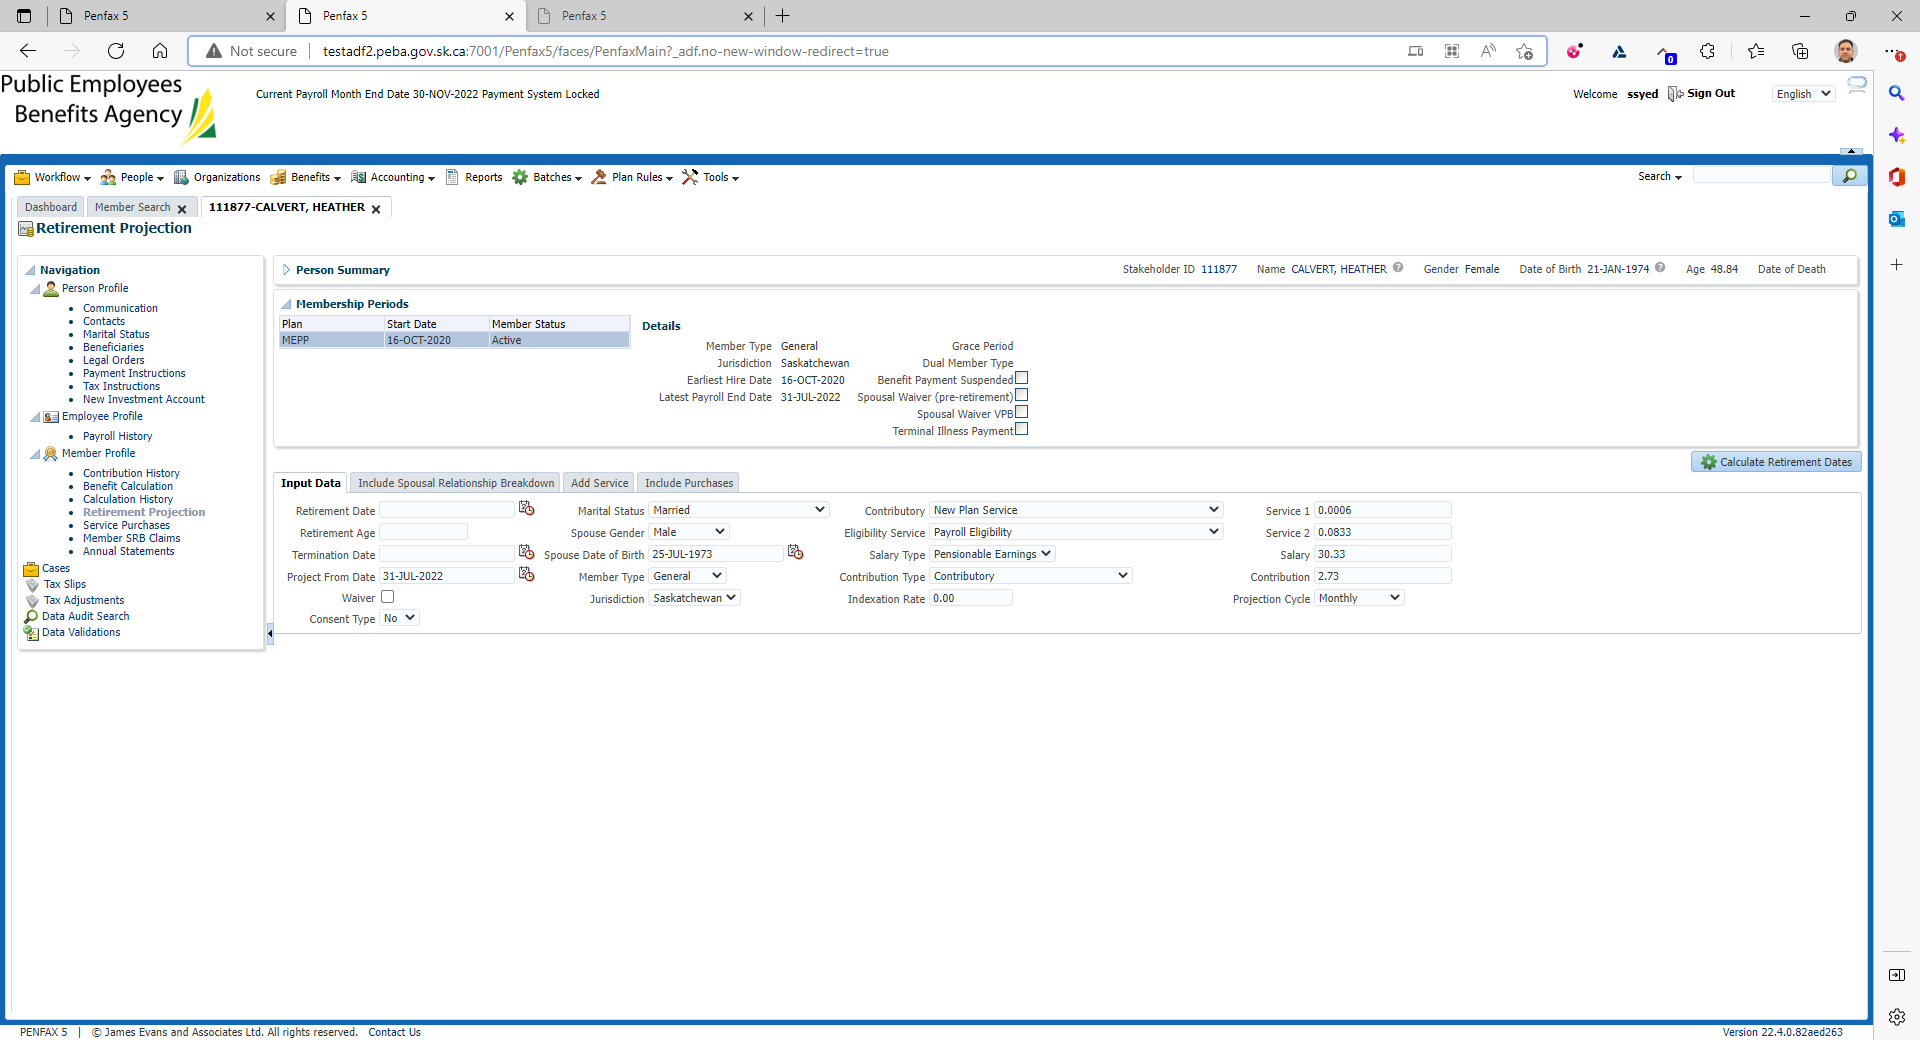 Penfax 5
Penfax 5
Penfax 5
Not secure
testadf2.peba.gov.sk.ca:7001/Penfax5/faces/PenfaxMain?_adf.no-new-window-redirect=true
0
Public Employees
Benefits Agency
Current Payroll Month End Date 30-NOV-2022 Payment System Locked
Welcome ssyed Sign Out English
Workflow People Organizations Benefits Accounting Reports Batches Plan Rules Tools Search
Dashboard Member Search 111877-CALVERT, HEATHER
Retirement Projection
Navigation
Person Profile
Communication
Contacts
Marital Status
Beneficiaries
Legal Orders
Payment Instructions
Tax Instructions
New Investment Account
Employee Profile
Payroll History
Member Profile
Contribution History
Benefit Calculation
Calculation History
Retirement Projection
Service Purchases
Member SRB Claims
Annual Statements
Cases
Tax Slips
Tax Adjustments
Data Audit Search
Data Validations
Person Summary
Stakeholder ID 111877 Name CALVERT, HEATHER Gender Female Date of Birth 21-JAN-1974 Age 48.84 Date of Death
Membership Periods
Plan Start Date Member Status
MEPP 16-OCT-2020 Active
Details
Member Type General Grace Period
Jurisdiction Saskatchewan Dual Member Type
Earliest Hire Date 16-OCT-2020 Benefit Payment Suspended
Latest Payroll End Date 31-JUL-2022 Spousal Waiver (pre-retirement)
Spousal Waiver VPB
Terminal Illness Payment
Calculate Retirement Dates
Input Data Include Spousal Relationship Breakdown Add Service Include Purchases
Retirement Date Marital Status Married Contributory New Plan Service Service 1 0.0006
Retirement Age Spouse Gender Male Eligibility Service Payroll Eligibility Service 2 0.0833
Termination Date Spouse Date of Birth 25-JUL-1973 Salary Type Pensionable Earnings Salary 30.33
Project From Date 31-JUL-2022 Member Type General Contribution Type Contributory Contribution 2.73
Waiver Jurisdiction Saskatchewan Indexation Rate 0.00 Projection Cycle Monthly
Consent Type No
PENFAX 5 | © James Evans and Associates Ltd. All rights reserved. Contact Us
Version 22.4.0.82aed263